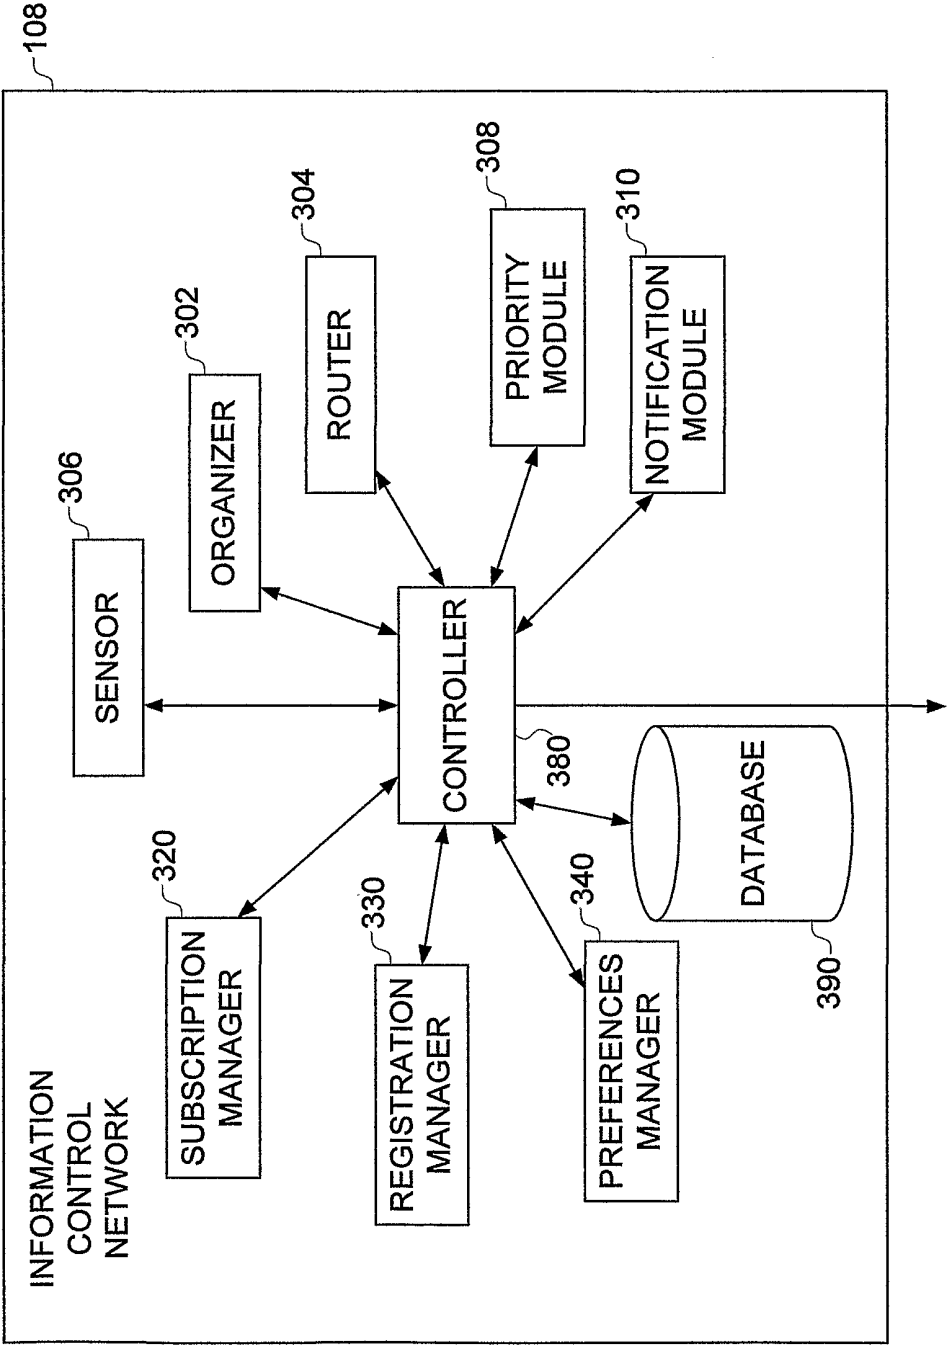 INFORMATION
CONTROL
NETWORK
108
SUBSCRIPTION
MANAGER
320
SENSOR
306
ORGANIZER
302
REGISTRATION
MANAGER
330
CONTROLLER
380
ROUTER
304
PREFERENCES
MANAGER
340
PRIORITY
MODULE
308
DATABASE
390
NOTIFICATION
MODULE
310